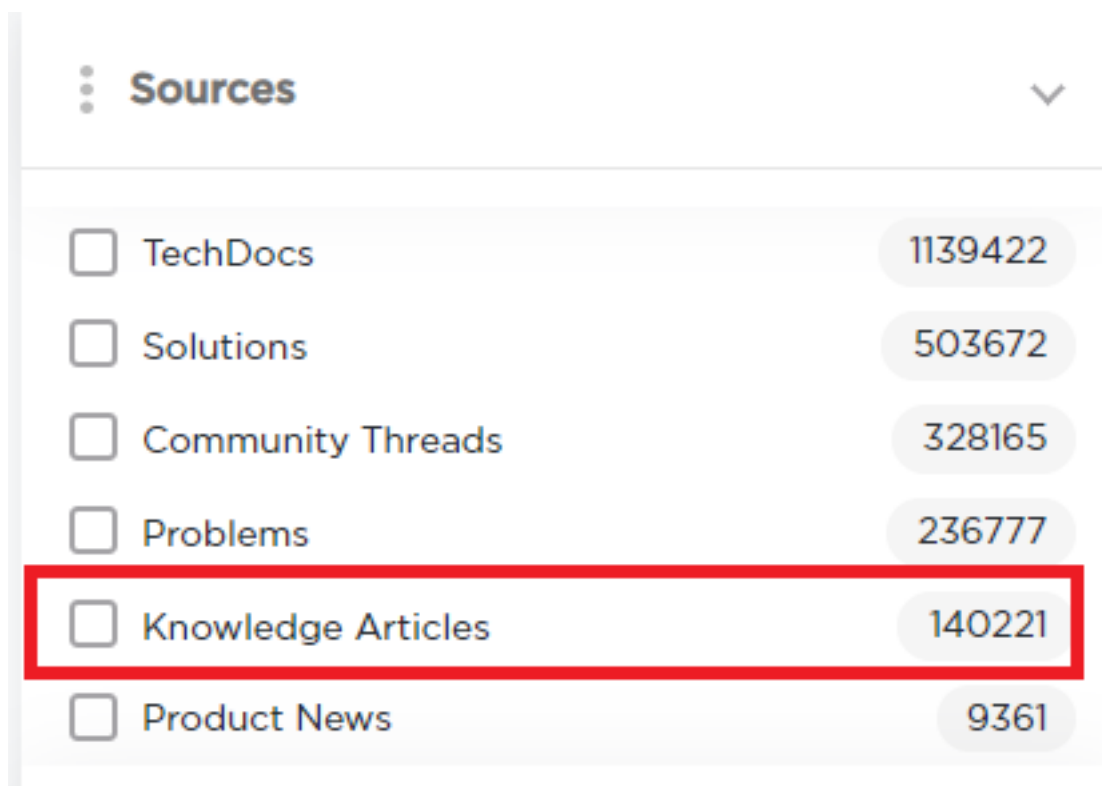 Sources
TechDocs 1139422
Solutions 503672
Community Threads 328165
Problems 236777
Knowledge Articles 140221
Product News 9361